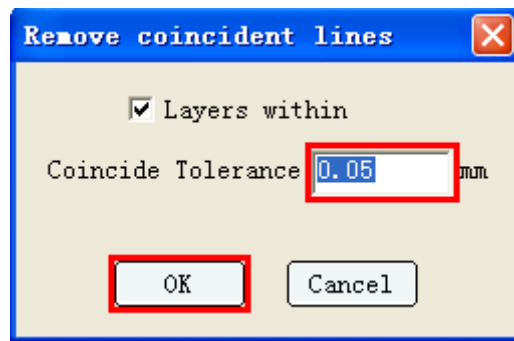 Remove coincident lines
Layers within
Coincide Tolerance 0.05 mm
OK Cancel